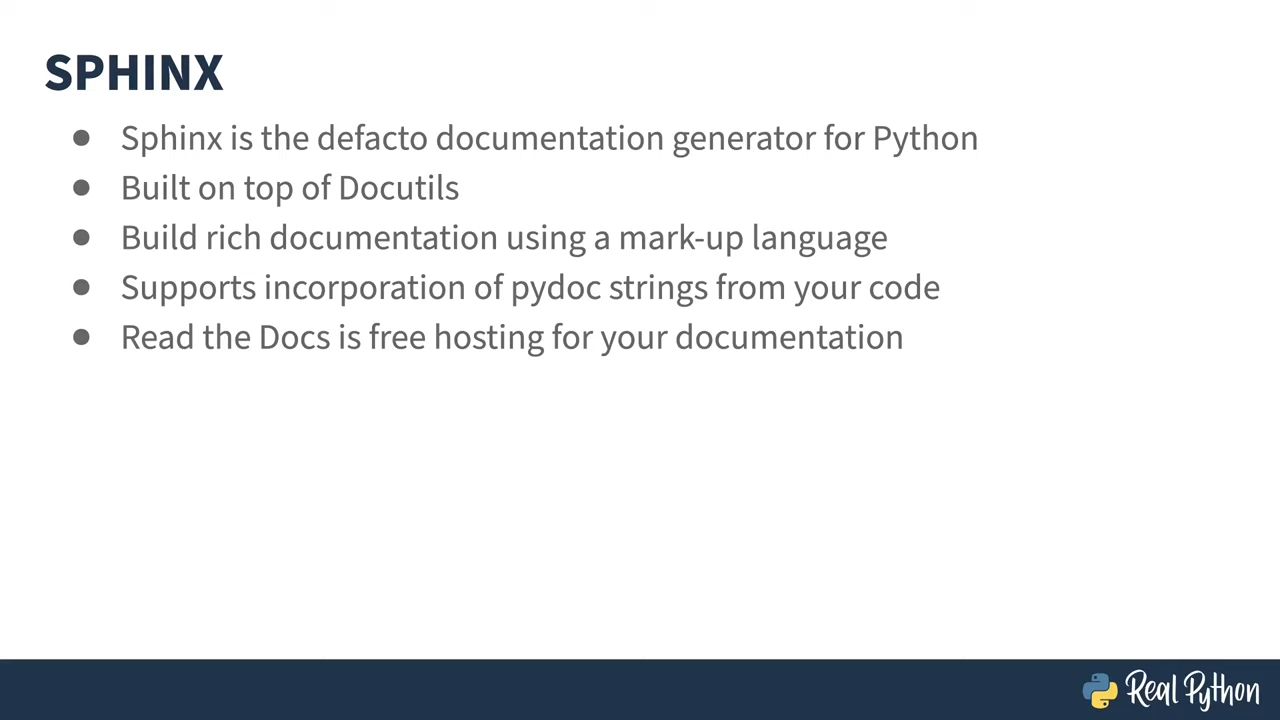 SPHINX
● Sphinx is the defacto documentation generator for Python
● Built on top of Docutils
● Build rich documentation using a mark-up language
● Supports incorporation of pydoc strings from your code
● Read the Docs is free hosting for your documentation
Real Python